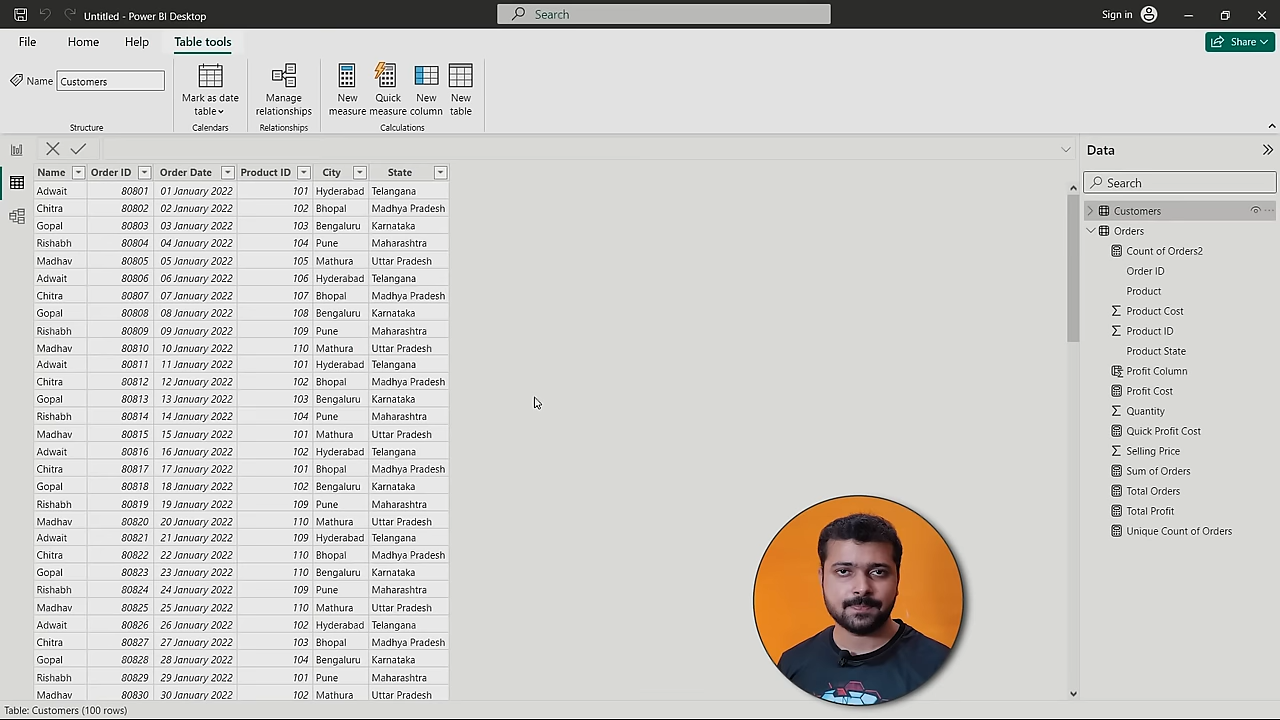 Untitled - Power BI Desktop
Search
Sign in
File Home Help Table tools
Share
Name Customers
Mark as date table
Manage relationships
New measure
Quick measure
New column
New table
Structure
Calendars
Relationships
Calculations
Name Order ID Order Date Product ID City State
Adwait 80801 01 January 2022 101 Hyderabad Telangana
Chitra 80802 02 January 2022 102 Bhopal Madhya Pradesh
Gopal 80803 03 January 2022 103 Bengaluru Karnataka
Rishabh 80804 04 January 2022 104 Pune Maharashtra
Madhav 80805 05 January 2022 105 Mathura Uttar Pradesh
Adwait 80806 06 January 2022 106 Hyderabad Telangana
Chitra 80807 07 January 2022 107 Bhopal Madhya Pradesh
Gopal 80808 08 January 2022 108 Bengaluru Karnataka
Rishabh 80809 09 January 2022 109 Pune Maharashtra
Madhav 80810 10 January 2022 110 Mathura Uttar Pradesh
Adwait 80811 11 January 2022 101 Hyderabad Telangana
Chitra 80812 12 January 2022 102 Bhopal Madhya Pradesh
Gopal 80813 13 January 2022 103 Bengaluru Karnataka
Rishabh 80814 14 January 2022 104 Pune Maharashtra
Madhav 80815 15 January 2022 101 Mathura Uttar Pradesh
Adwait 80816 16 January 2022 102 Hyderabad Telangana
Chitra 80817 17 January 2022 101 Bhopal Madhya Pradesh
Gopal 80818 18 January 2022 102 Bengaluru Karnataka
Rishabh 80819 19 January 2022 109 Pune Maharashtra
Madhav 80820 20 January 2022 110 Mathura Uttar Pradesh
Adwait 80821 21 January 2022 109 Hyderabad Telangana
Chitra 80822 22 January 2022 110 Bhopal Madhya Pradesh
Gopal 80823 23 January 2022 110 Bengaluru Karnataka
Rishabh 80824 24 January 2022 109 Pune Maharashtra
Madhav 80825 25 January 2022 110 Mathura Uttar Pradesh
Adwait 80826 26 January 2022 102 Hyderabad Telangana
Chitra 80827 27 January 2022 103 Bhopal Madhya Pradesh
Gopal 80828 28 January 2022 104 Bengaluru Karnataka
Rishabh 80829 29 January 2022 101 Pune Maharashtra
Madhav 80830 30 January 2022 102 Mathura Uttar Pradesh
Data
Search
Customers
Orders
Count of Orders2
Order ID
Product
Product Cost
Product ID
Product State
Profit Column
Profit Cost
Quantity
Quick Profit Cost
Selling Price
Sum of Orders
Total Orders
Total Profit
Unique Count of Orders
Table: Customers (100 rows)